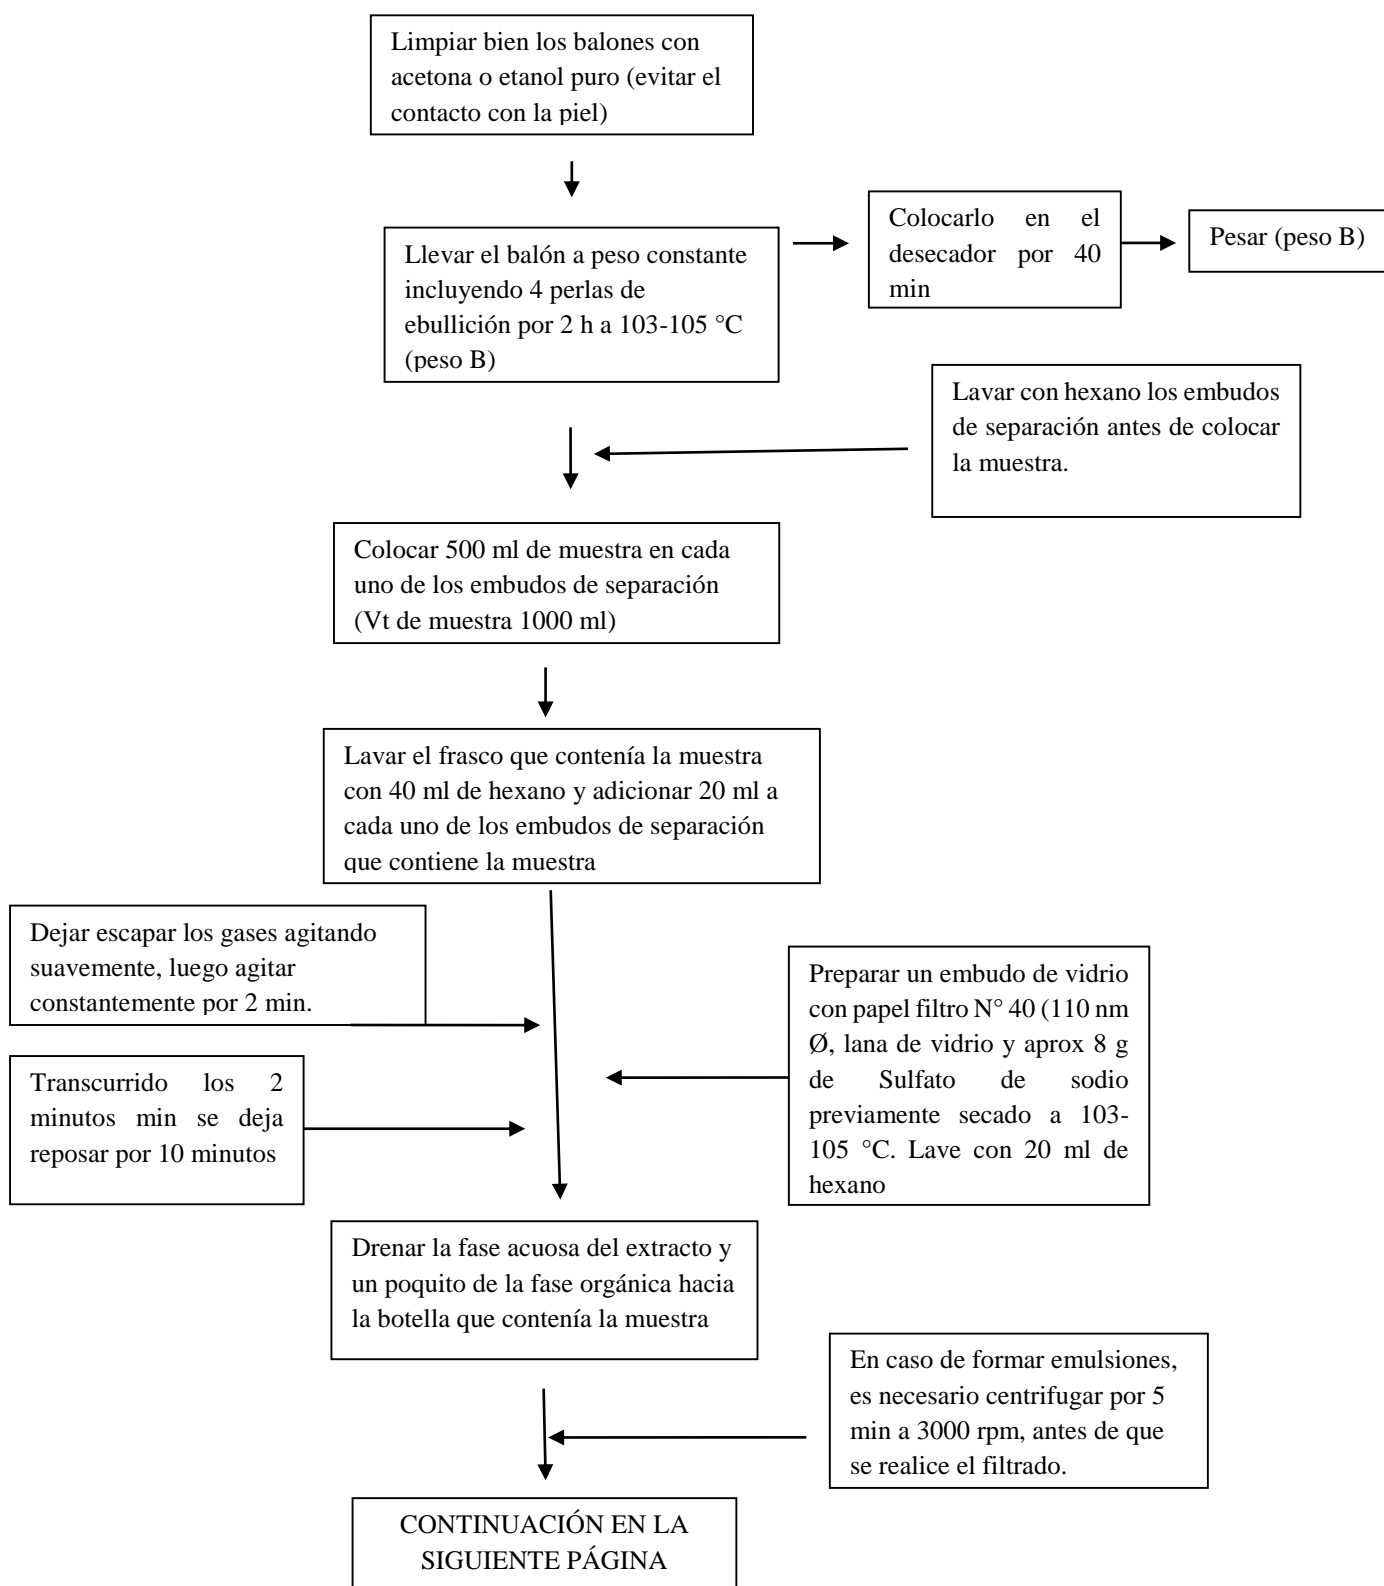 Limpiar bien los balones con
acetona o etanol puro (evitar el
contacto con la piel)
Llevar el balón a peso constante
incluyendo 4 perlas de
ebullición por 2 h a 103-105 °C
(peso B)
Colocarlo en el
desecador por 40
min
Pesar (peso B)
Lavar con hexano los embudos
de separación antes de colocar
la muestra.
Colocar 500 ml de muestra en cada
uno de los embudos de separación
(Vt de muestra 1000 ml)
Lavar el frasco que contenía la muestra
con 40 ml de hexano y adicionar 20 ml a
cada uno de los embudos de separación
que contiene la muestra
Dejar escapar los gases agitando
suavemente, luego agitar
constantemente por 2 min.
Preparar un embudo de vidrio
con papel filtro N° 40 (110 nm
Ø, lana de vidrio y aprox 8 g
de Sulfato de sodio
previamente secado a 103-
105 °C. Lave con 20 ml de
hexano
Transcurrido los 2
minutos min se deja
reposar por 10 minutos
Drenar la fase acuosa del extracto y
un poquito de la fase orgánica hacia
la botella que contenía la muestra
En caso de formar emulsiones,
es necesario centrifugar por 5
min a 3000 rpm, antes de que
se realice el filtrado.
CONTINUACIÓN EN LA
SIGUIENTE PÁGINA